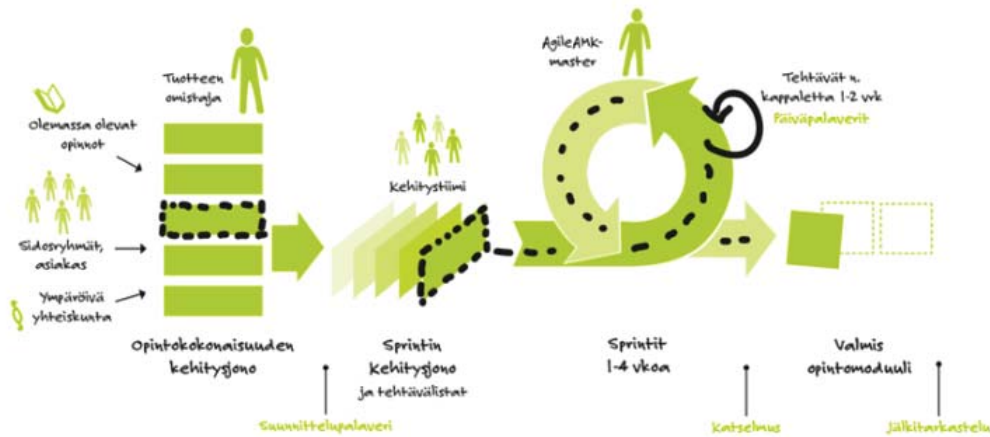 Tuotteen
omistaja
Olemassa olevat
opinnot
Sidosryhmät,
asiakas
Ympäröivä
yhteiskunta
Opintokokonaisuuden
kehitysjono
Suunnittelupalaveri
Kehitystiimi
Sprintin
kehitysjono
ja tehtävälistat
AgileAMK-
master
Tehtävät n.
kappaletta 1-2 vrk
Päiväpalaverit
Sprintit
1-4 vkoa
Katselmus
Valmis
opintomoduuli
Jälkitarkastelu